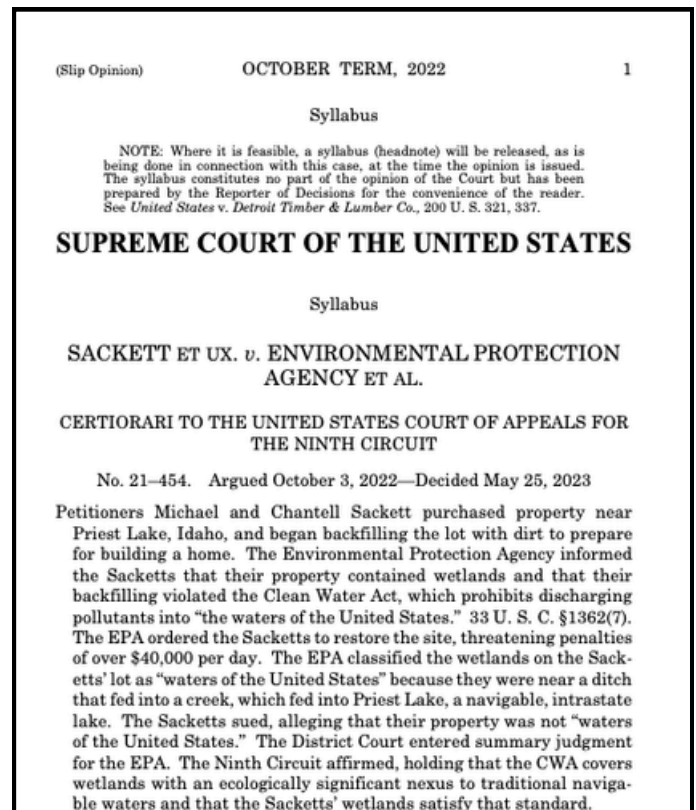 (Slip Opinion) OCTOBER TERM, 2022 1
Syllabus
NOTE: Where it is feasible, a syllabus (headnote) will be released, as is
being done in connection with this case, at the time the opinion is issued.
The syllabus constitutes no part of the opinion of the Court but has been
prepared by the Reporter of Decisions for the convenience of the reader.
See United States v. Detroit Timber & Lumber Co., 200 U. S. 321, 337.
SUPREME COURT OF THE UNITED STATES
Syllabus
SACKETT ET UX. v. ENVIRONMENTAL PROTECTION
AGENCY ET AL.
CERTIORARI TO THE UNITED STATES COURT OF APPEALS FOR
THE NINTH CIRCUIT
No. 21–454. Argued October 3, 2022—Decided May 25, 2023
Petitioners Michael and Chantell Sackett purchased property near
Priest Lake, Idaho, and began backfilling the lot with dirt to prepare
for building a home. The Environmental Protection Agency informed
the Sacketts that their property contained wetlands and that their
backfilling violated the Clean Water Act, which prohibits discharging
pollutants into “the waters of the United States.” 33 U. S. C. §1362(7).
The EPA ordered the Sacketts to restore the site, threatening penalties
of over $40,000 per day. The EPA classified the wetlands on the Sack-
etts’ lot as “waters of the United States” because they were near a ditch
that fed into a creek, which fed into Priest Lake, a navigable, intrastate
lake. The Sacketts sued, alleging that their property was not “waters
of the United States.” The District Court entered summary judgment
for the EPA. The Ninth Circuit affirmed, holding that the CWA covers
wetlands with an ecologically significant nexus to traditional naviga-
ble waters and that the Sacketts’ wetlands satisfy that standard.